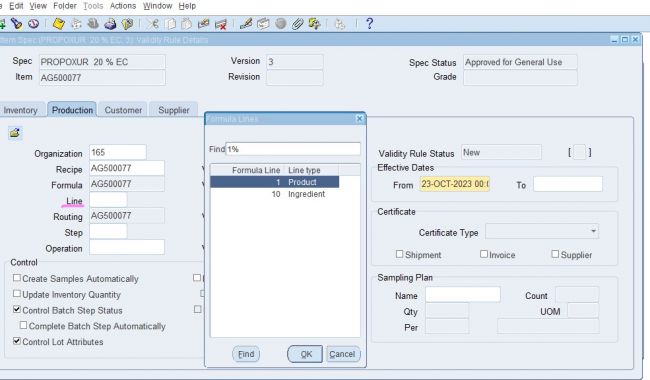 it View Folder Tools Actions Window Help
Item Spec (PROPOXUR 20 % EC, 3) Validity Rule Details
Spec PROPOXUR 20 % EC Version 3 Spec Status Approved for General Use
Item AG500077 Revision Grade
Inventory Production Customer Supplier
Formula Lines
Find 1%
Formula Line Line type
1 Product
10 Ingredient
Find OK Cancel
Organization 165
Recipe AG500077
Formula AG500077
Line
Routing AG500077
Step
Operation
Control
Create Samples Automatically
Update Inventory Quantity
Control Batch Step Status
Complete Batch Step Automatically
Control Lot Attributes
Validity Rule Status New [ ]
Effective Dates
From 23-OCT-2023 00:0 To
Certificate
Certificate Type
Shipment Invoice Supplier
Sampling Plan
Name Count
Qty UOM
Per